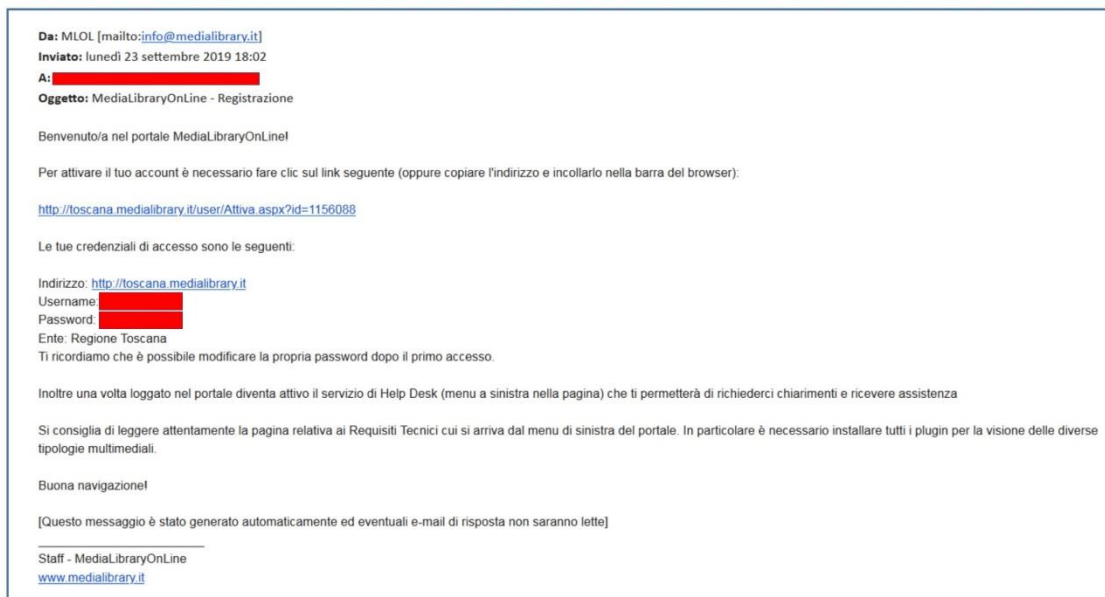 Da: MLOL [mailto:info@medialibrary.it]
Inviato: lunedì 23 settembre 2019 18:02
A:
Oggetto: MediaLibraryOnLine - Registrazione
Benvenuto/a nel portale MediaLibraryOnLine!
Per attivare il tuo account è necessario fare clic sul link seguente (oppure copiare l'indirizzo e incollarlo nella barra del browser):
http://toscana.medialibrary.it/user/Attiva.aspx?id=1156088
Le tue credenziali di accesso sono le seguenti:
Indirizzo: http://toscana.medialibrary.it
Username:
Password:
Ente: Regione Toscana
Ti ricordiamo che è possibile modificare la propria password dopo il primo accesso.
Inoltre una volta loggato nel portale diventa attivo il servizio di Help Desk (menu a sinistra nella pagina) che ti permetterà di richiederci chiarimenti e ricevere assistenza
Si consiglia di leggere attentamente la pagina relativa ai Requisiti Tecnici cui si arriva dal menu di sinistra del portale. In particolare è necessario installare tutti i plugin per la visione delle diverse
tipologie multimediali.
Buona navigazione!
[Questo messaggio è stato generato automaticamente ed eventuali e-mail di risposta non saranno lette]
Staff - MediaLibraryOnLine
www.medialibrary.it